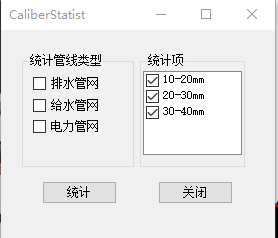 CaliberStatist
统计管线类型
排水管网
给水管网
电力管网
统计项
10-20mm
20-30mm
30-40mm
统计
关闭